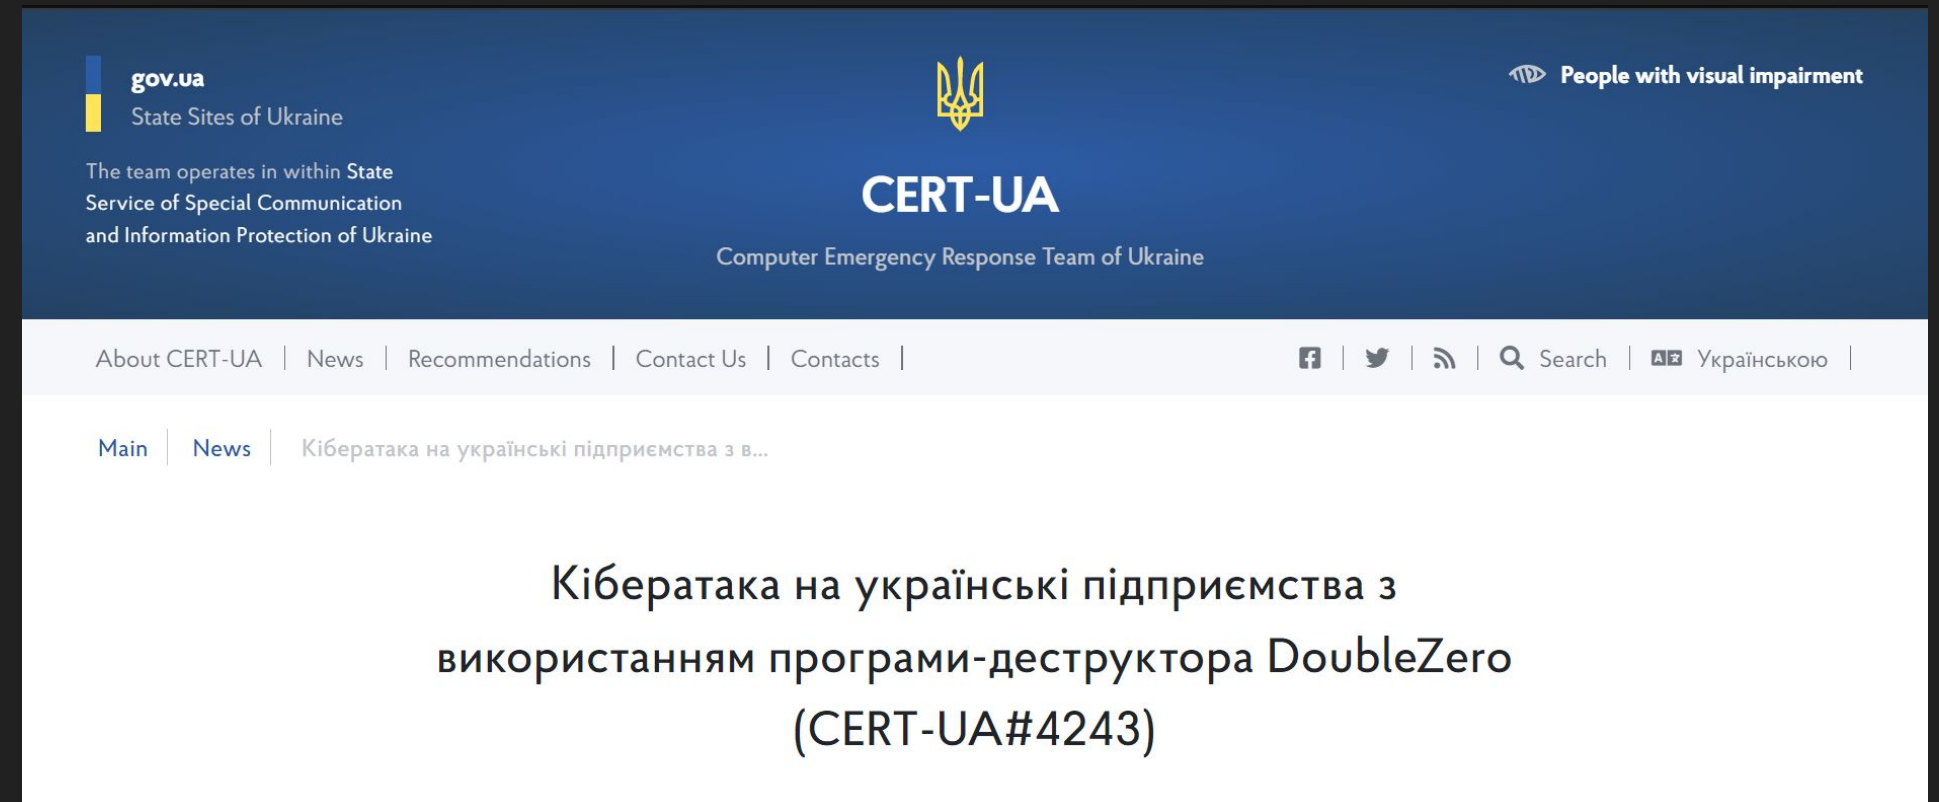 gov.ua
State Sites of Ukraine
The team operates in within State
Service of Special Communication
and Information Protection of Ukraine
CERT-UA
Computer Emergency Response Team of Ukraine
People with visual impairment
About CERT-UA | News | Recommendations | Contact Us | Contacts |
Search | Українською |
Main | News | Кібератака на українські підприємства з в...
Кібератака на українські підприємства з
використанням програми-деструктора DoubleZero
(CERT-UA#4243)